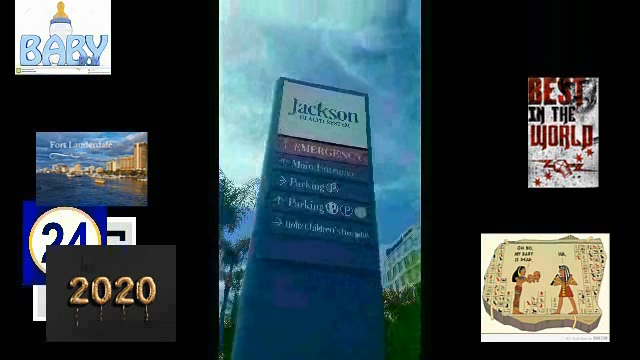 BABY
Fort Lauderdale
24
2020
Jackson
HEALTH SYSTEM
EMERGENCY
Main Entrance
Parking
Parking P P
Holtz Children's Hospital
BEST
IN THE
WORLD
OH NO,
MY BABY
IS DEAD.
HA.